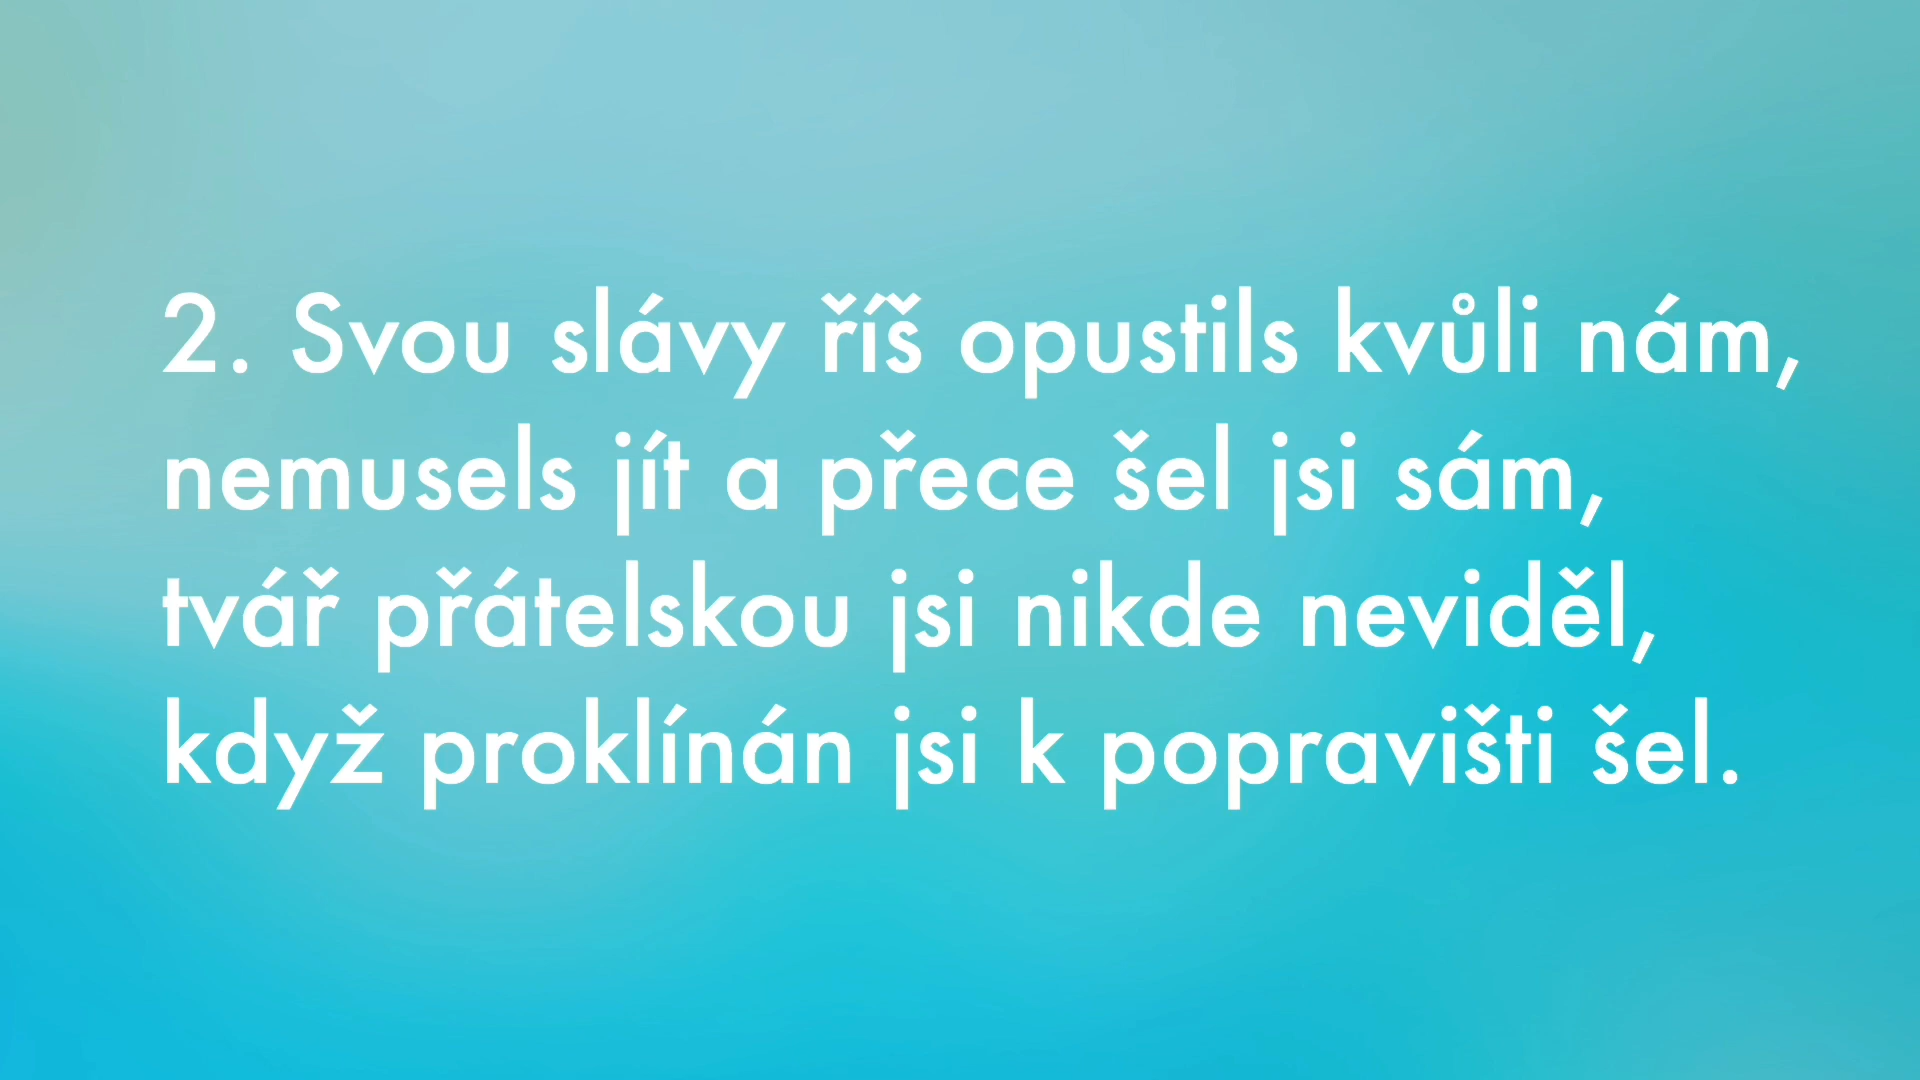 2. Svou slávy říš opustils kvůli nám,
nemusels jít a přece šel jsi sám,
tvář přátelskou jsi nikde neviděl,
když proklínán jsi k popravišti šel.